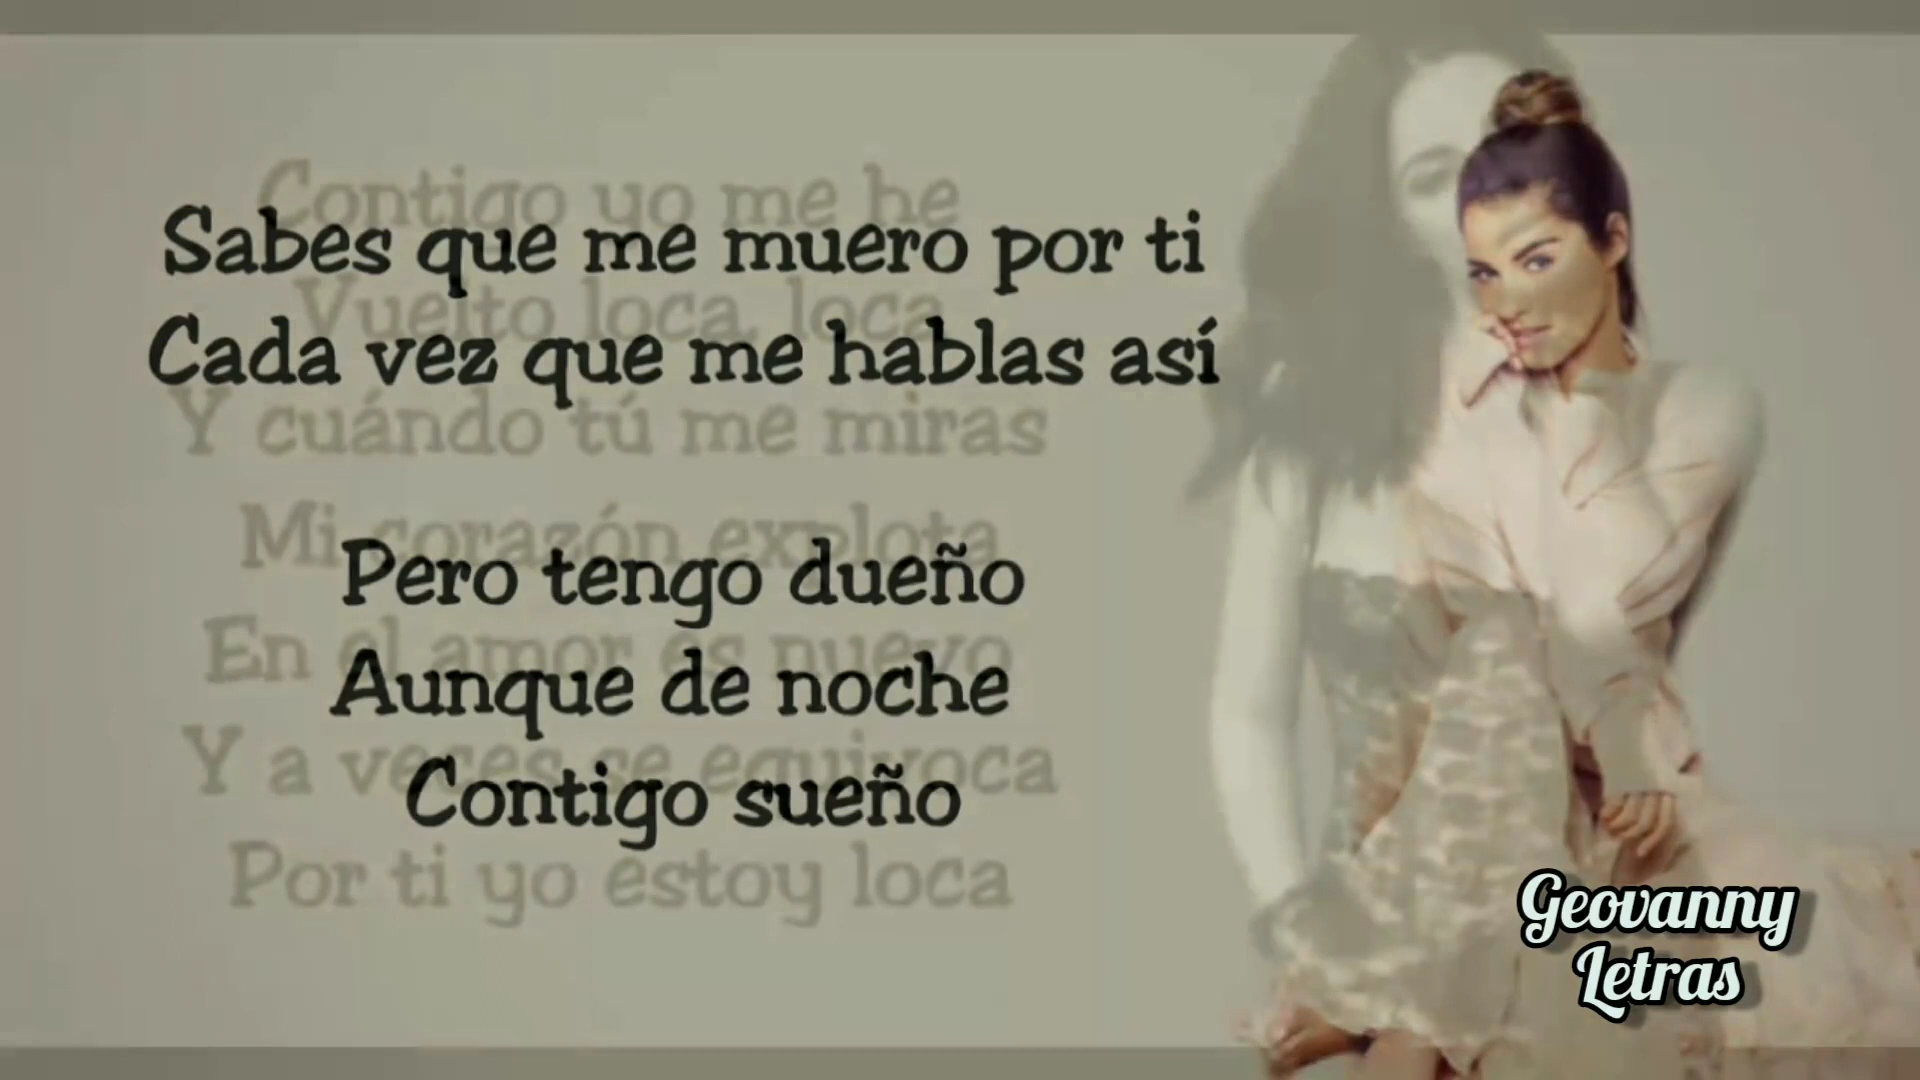 Contigo yo me he
Sabes que me muero por ti
Vuelto loca, loca
Cada vez que me hablas así
Y cuándo tú me miras
Mi corazón explota
Pero tengo dueño
En el amor es nuevo
Aunque de noche
Y a veces se equivoca
Contigo sueño
Por ti yo estoy loca
Geovanny
Letras